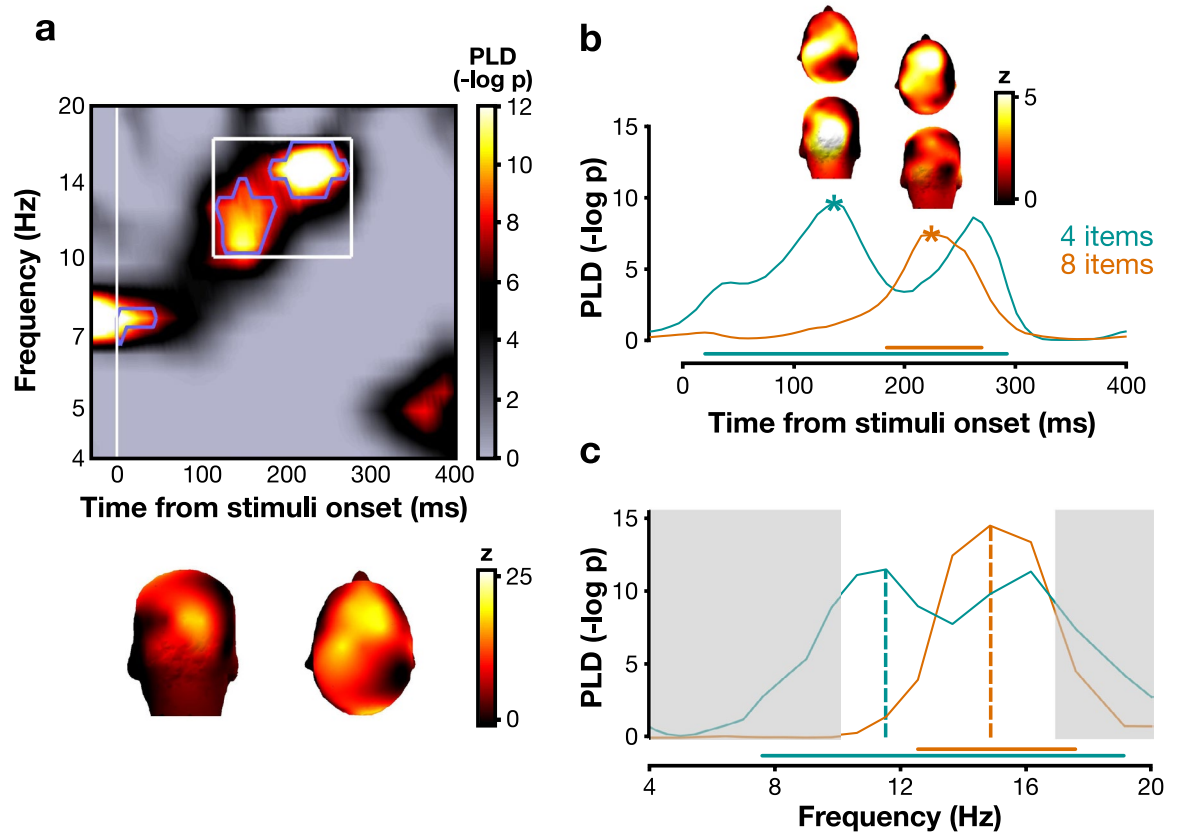 a
PLD
(-log p)
20
14
10
7
5
4
Frequency (Hz)
12
10
8
6
4
2
0
0
100
200
300
400
Time from stimuli onset (ms)
z
25
0
b
z
5
0
PLD (-log p)
15
10
5
0
4 items
8 items
*
*
0
100
200
300
400
Time from stimuli onset (ms)
c
PLD (-log p)
15
10
5
0
4
8
12
16
20
Frequency (Hz)